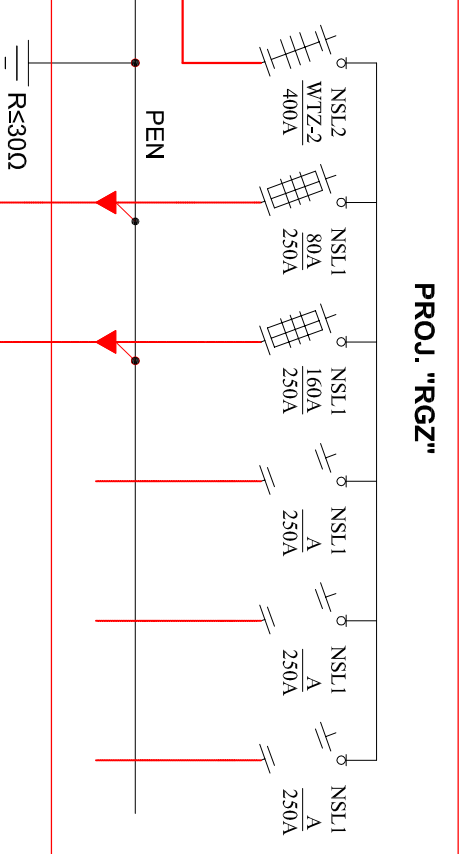 PROJ. "RGZ"
NSL2
WTZ-2
400A
NSL1
80A
250A
NSL1
160A
250A
NSL1
A
250A
NSL1
A
250A
NSL1
A
250A
PEN
R≤30Ω